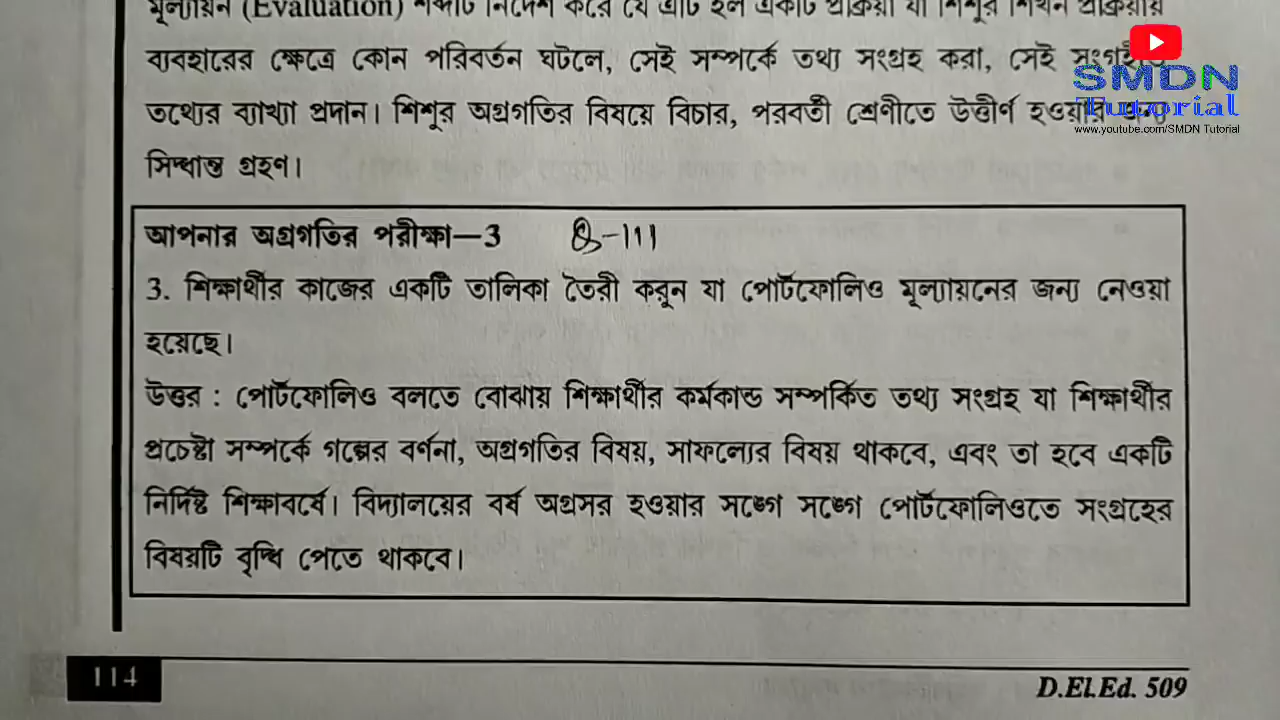 মূল্যায়ন (Evaluation) শব্দটি নির্দেশ করে যে এটি হল একটি প্রক্রিয়া যা শিশুর শিখন প্রক্রিয়ায়
ব্যবহারের ক্ষেত্রে কোন পরিবর্তন ঘটলে, সেই সম্পর্কে তথ্য সংগ্রহ করা, সেই সংগৃহীত
তথ্যের ব্যাখ্যা প্রদান। শিশুর অগ্রগতির বিষয়ে বিচার, পরবর্তী শ্রেণীতে উত্তীর্ণ হওয়ার জন্য
সিদ্ধান্ত গ্রহণ।
SMDN
Tutorial
www.youtube.com/SMDN Tutorial
আপনার অগ্রগতির পরীক্ষা—3 -111
3. শিক্ষার্থীর কাজের একটি তালিকা তৈরী করুন যা পোর্টফোলিও মূল্যায়নের জন্য নেওয়া
হয়েছে।
উত্তর : পোর্টফোলিও বলতে বোঝায় শিক্ষার্থীর কর্মকান্ড সম্পর্কিত তথ্য সংগ্রহ যা শিক্ষার্থীর
প্রচেষ্টা সম্পর্কে গল্পের বর্ণনা, অগ্রগতির বিষয়, সাফল্যের বিষয় থাকবে, এবং তা হবে একটি
নির্দিষ্ট শিক্ষাবর্ষে। বিদ্যালয়ের বর্ষ অগ্রসর হওয়ার সঙ্গে সঙ্গে পোর্টফোলিওতে সংগ্রহের
বিষয়টি বৃদ্ধি পেতে থাকবে।
114
D.El.Ed. 509